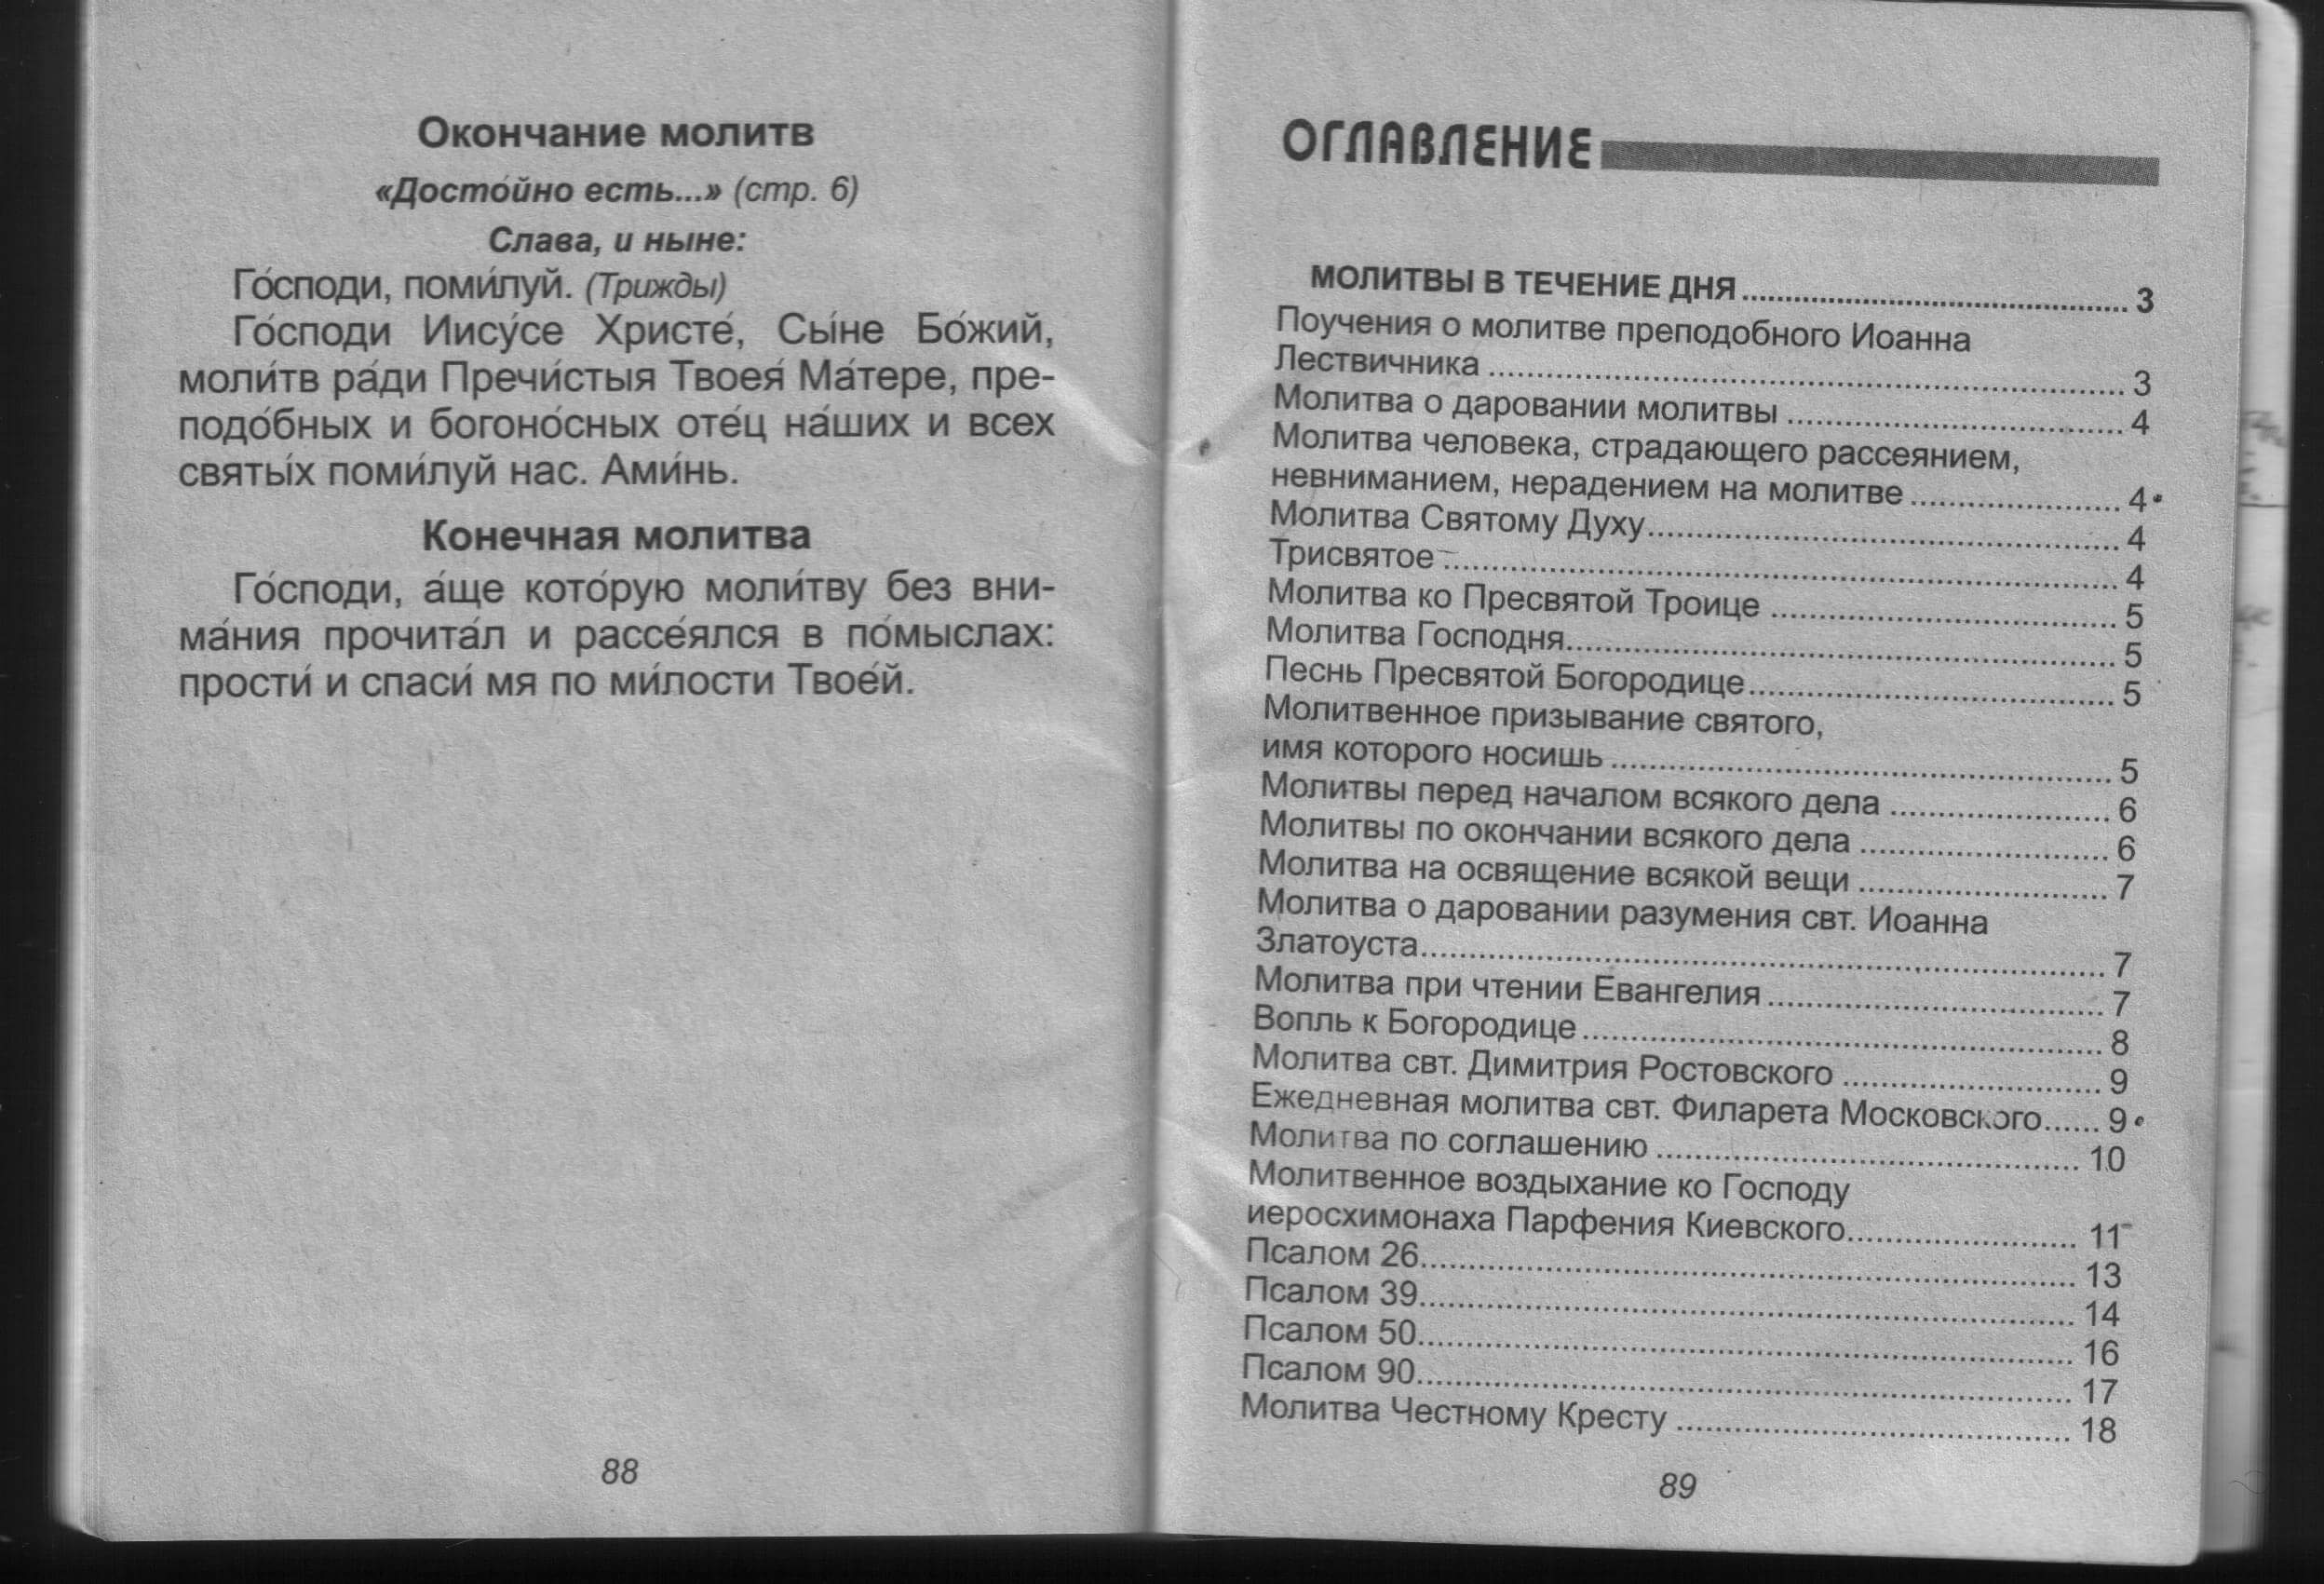 Окончание молитв
«Досто́йно есть...» (стр. 6)
Слава, и ныне:
Го́споди, поми́луй. (Трижды)
Го́споди Иису́се Христе́, Сы́не Бо́жий,
моли́тв ра́ди Пречи́стыя Твоея́ Ма́тере, пре-
подо́бных и богоно́сных оте́ц на́ших и всех
святы́х поми́луй нас. Ами́нь.
Конечная молитва
Го́споди, а́ще кото́рую моли́тву без вни-
ма́ния прочита́л и рассе́ялся в по́мыслах:
прости́ и спаси́ мя по ми́лости Твое́й.
88
ОГЛАВЛЕНИЕ
МОЛИТВЫ В ТЕЧЕНИЕ ДНЯ ........ 3
Поучения о молитве преподобного Иоанна
Лествичника ........ 3
Молитва о даровании молитвы ........ 4
Молитва человека, страдающего рассеянием,
невниманием, нерадением на молитве ........ 4
Молитва Святому Духу ........ 4
Трисвятое ........ 4
Молитва ко Пресвятой Троице ........ 5
Молитва Господня ........ 5
Песнь Пресвятой Богородице ........ 5
Молитвенное призывание святого,
имя которого носишь ........ 5
Молитвы перед началом всякого дела ........ 6
Молитвы по окончании всякого дела ........ 6
Молитва на освящение всякой вещи ........ 7
Молитва о даровании разумения свт. Иоанна
Златоуста ........ 7
Молитва при чтении Евангелия ........ 7
Вопль к Богородице ........ 8
Молитва свт. Димитрия Ростовского ........ 9
Ежедневная молитва свт. Филарета Московского ...... 9
Молитва по соглашению ........ 10
Молитвенное воздыхание ко Господу
иеросхимонаха Парфения Киевского ........ 11
Псалом 26 ........ 13
Псалом 39 ........ 14
Псалом 50 ........ 16
Псалом 90 ........ 17
Молитва Честному Кресту ........ 18
89